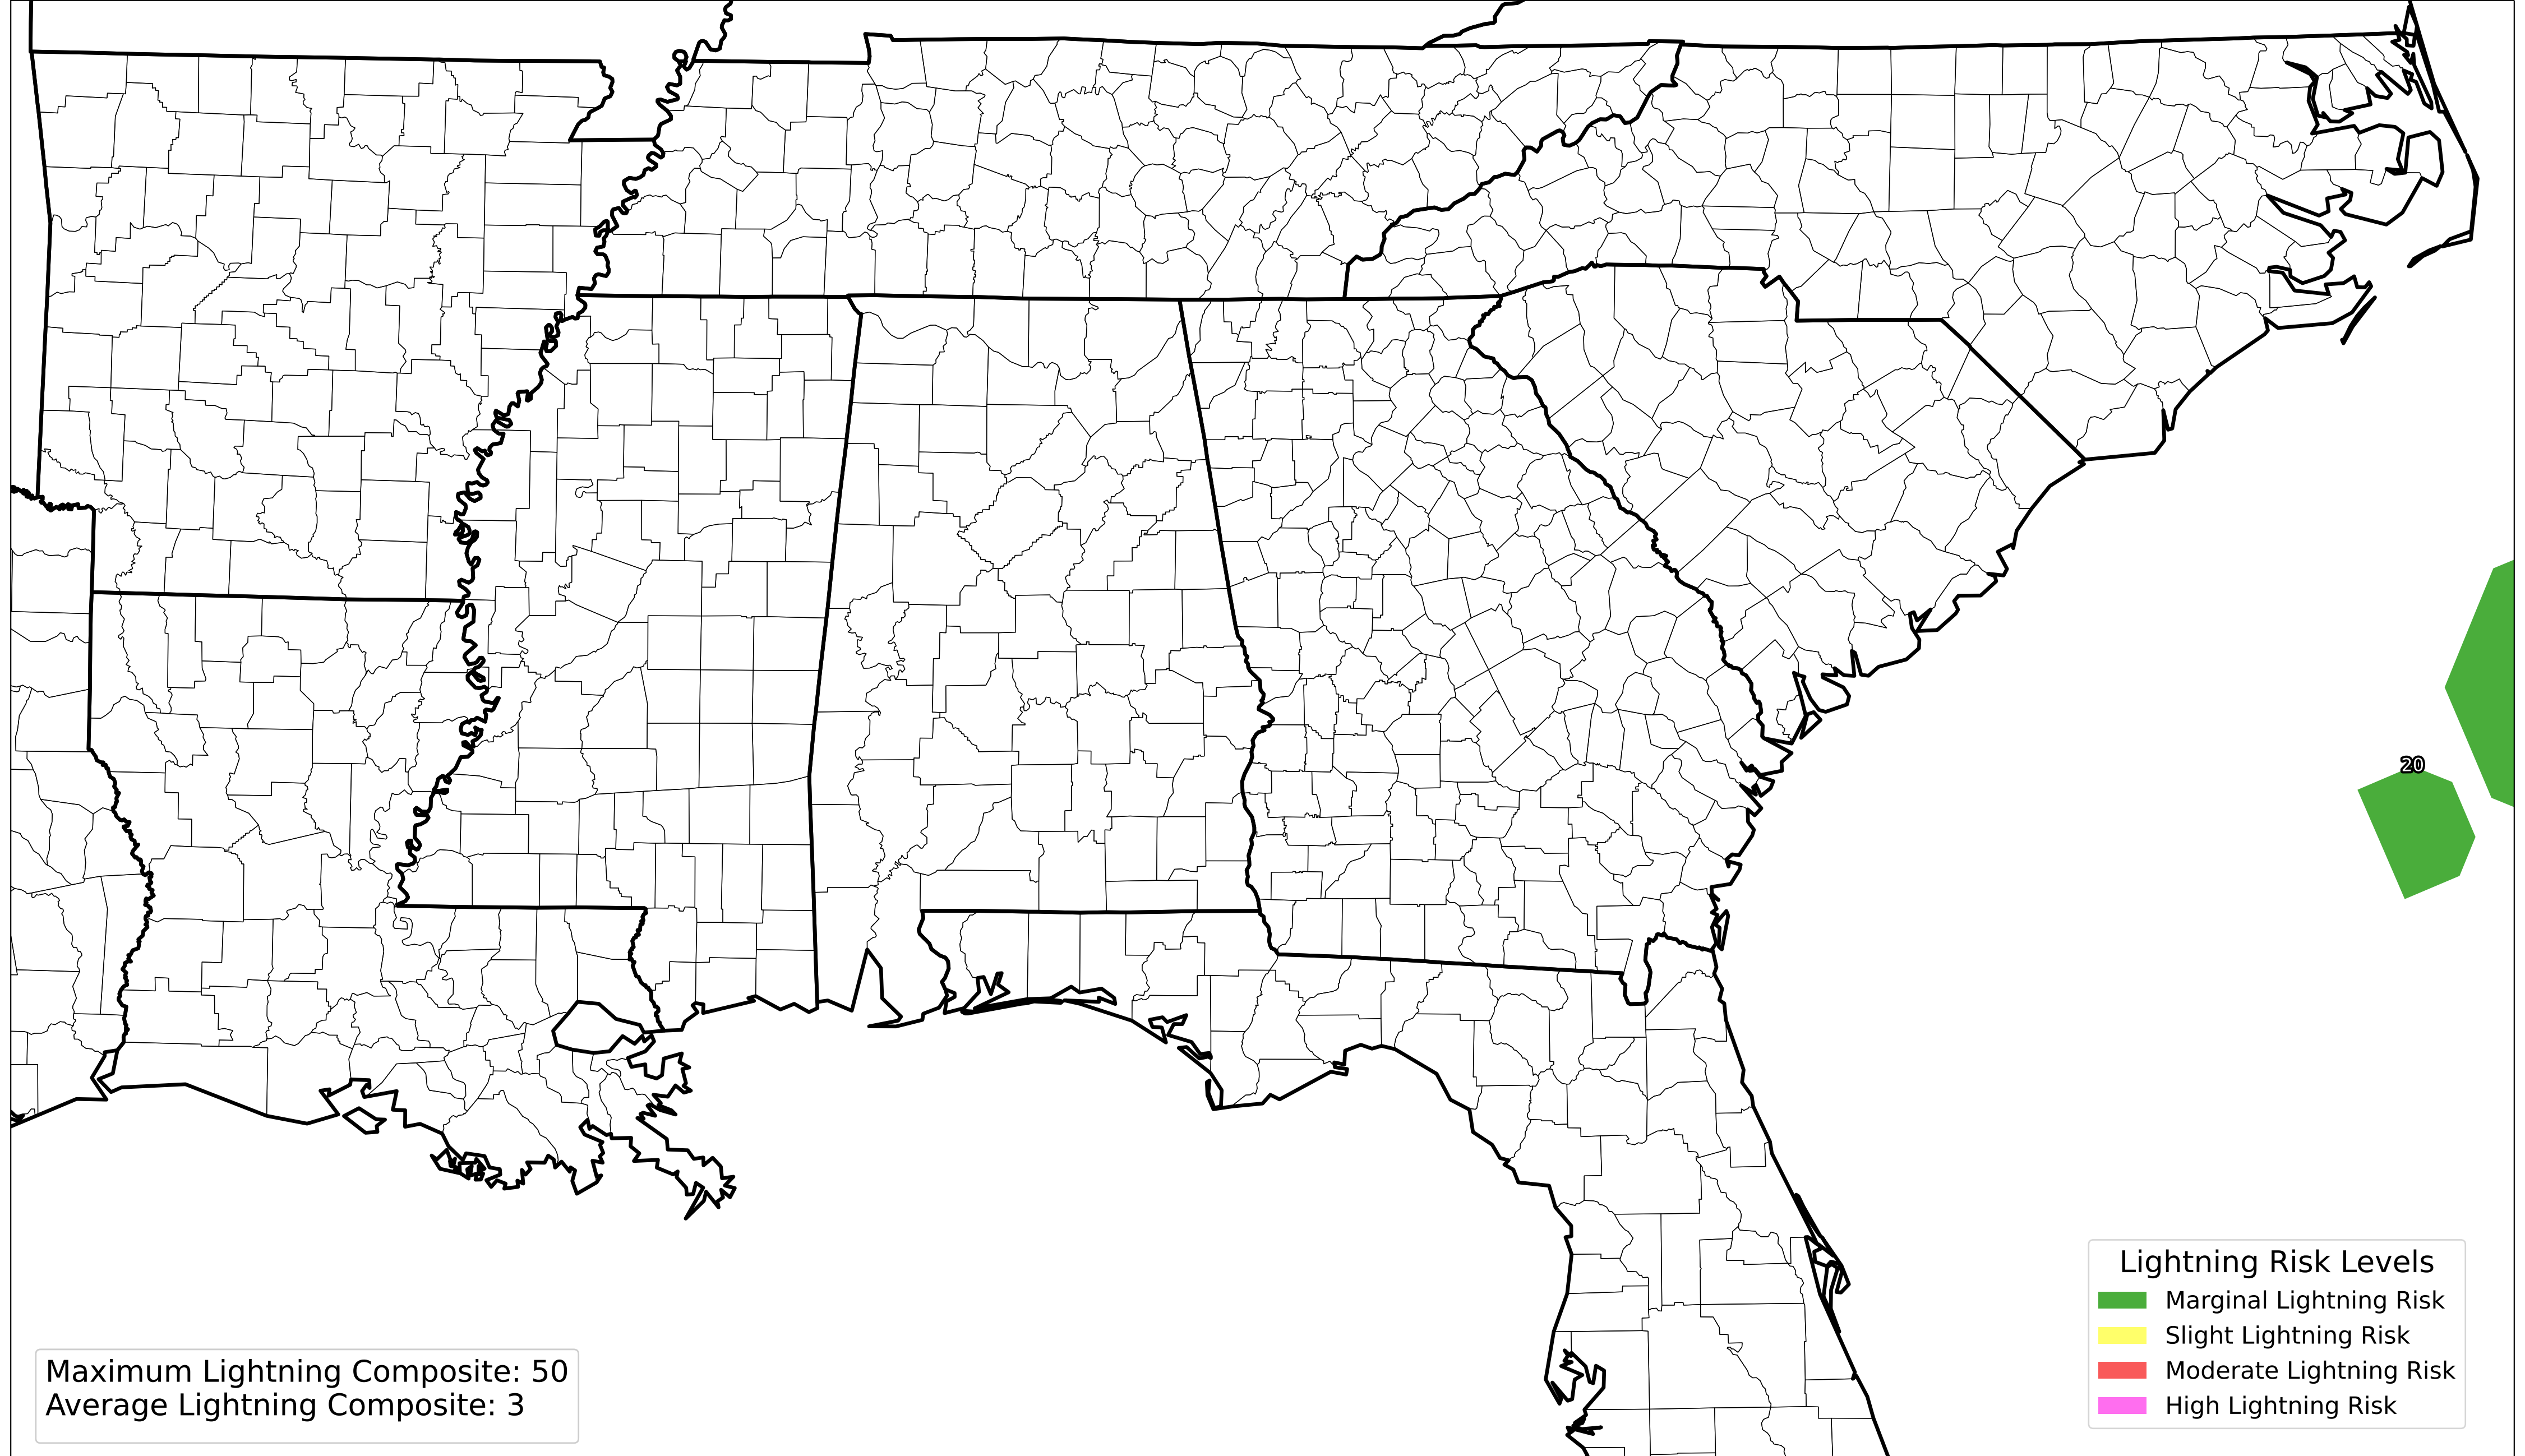 20
Lightning Risk Levels
Marginal Lightning Risk
Slight Lightning Risk
Moderate Lightning Risk
High Lightning Risk
Maximum Lightning Composite: 50
Average Lightning Composite: 3